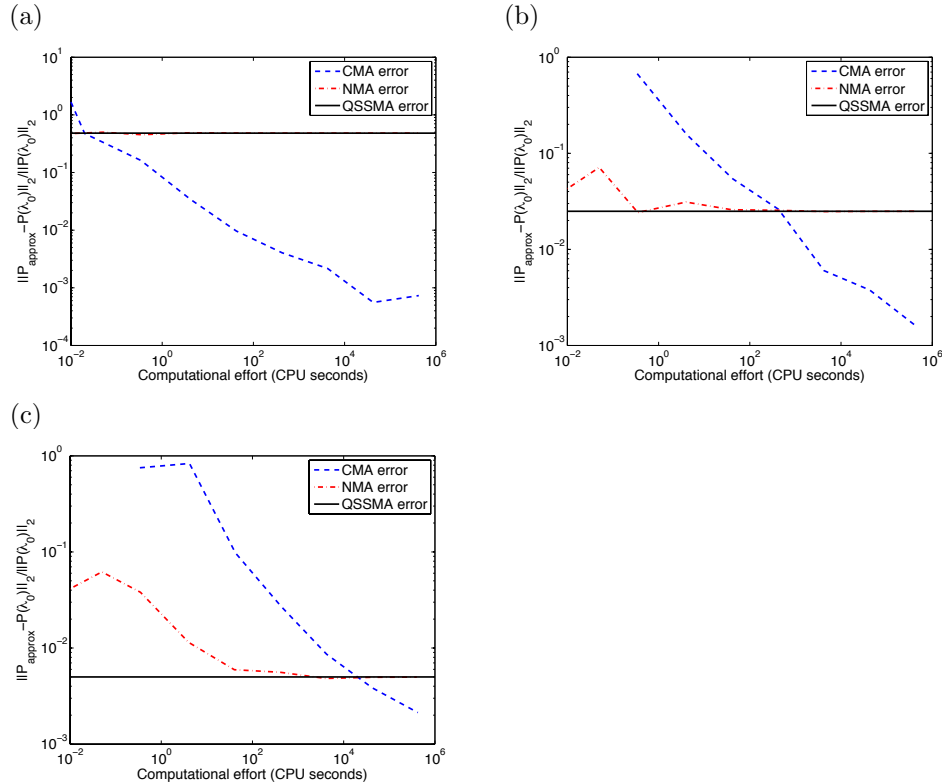 (a)
||P_approx−P(λ_0)||_2/||P(λ_0)||_2
10^1
10^0
10^−1
10^−2
10^−3
10^−4
CMA error
NMA error
QSSMA error
10^−2
10^0
10^2
10^4
10^6
Computational effort (CPU seconds)
(b)
||P_approx−P(λ_0)||_2/||P(λ_0)||_2
10^0
10^−1
10^−2
10^−3
CMA error
NMA error
QSSMA error
10^−2
10^0
10^2
10^4
10^6
Computational effort (CPU seconds)
(c)
||P_approx−P(λ_0)||_2/||P(λ_0)||_2
10^0
10^−1
10^−2
10^−3
CMA error
NMA error
QSSMA error
10^−2
10^0
10^2
10^4
10^6
Computational effort (CPU seconds)